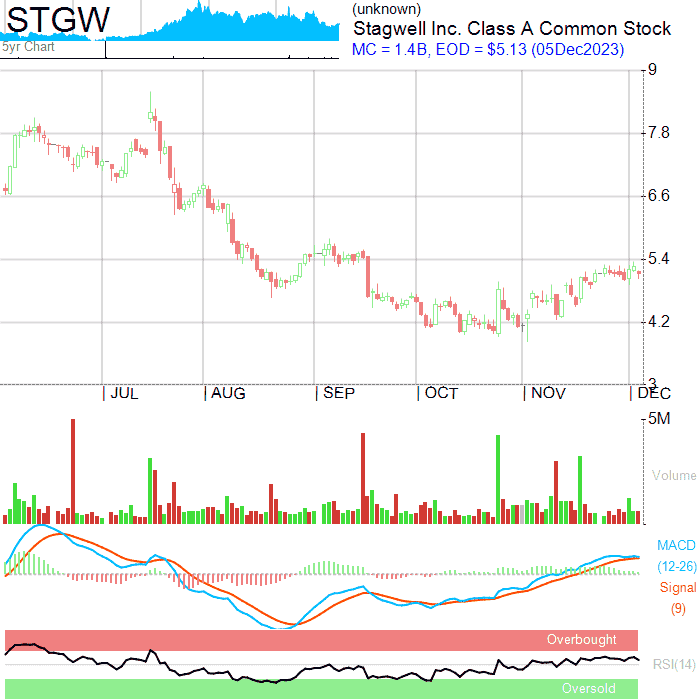 STGW
5yr Chart
(unknown)
Stagwell Inc. Class A Common Stock
MC = 1.4B, EOD = $5.13 (05Dec2023)
9
7.8
6.6
5.4
4.2
3
JUL AUG SEP OCT NOV DEC
5M
Volume
MACD
(12-26)
Signal
(9)
Overbought
RSI(14)
Oversold